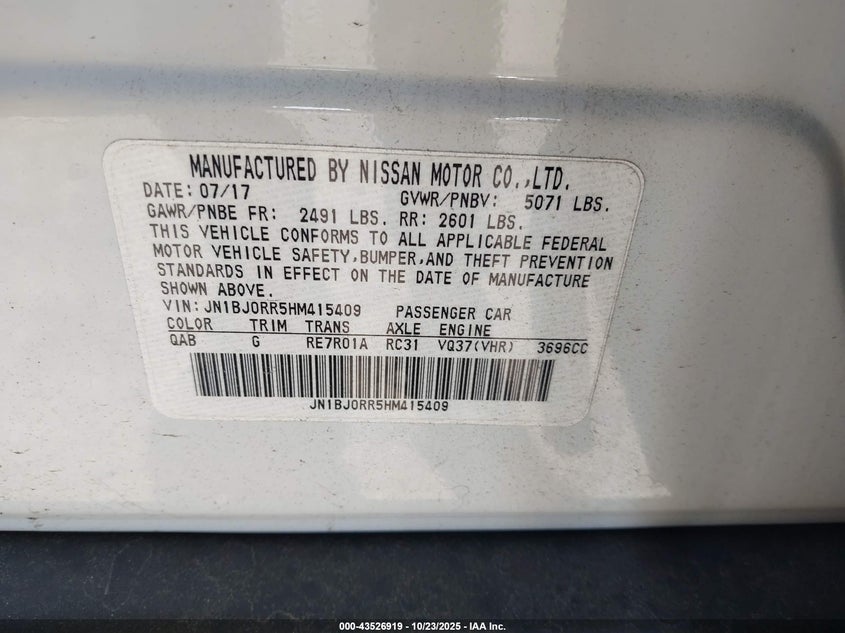 MANUFACTURED BY NISSAN MOTOR CO.,LTD.
DATE: 07/17 GVWR/PNBV: 5071 LBS.
GAWR/PNBE FR: 2491 LBS. RR: 2601 LBS.
THIS VEHICLE CONFORMS TO ALL APPLICABLE FEDERAL
MOTOR VEHICLE SAFETY,BUMPER,AND THEFT PREVENTION
STANDARDS IN EFFECT ON THE DATE OF MANUFACTURE
SHOWN ABOVE.
VIN: JN1BJ0RR5HM415409 PASSENGER CAR
COLOR TRIM TRANS AXLE ENGINE
QAB G RE7R01A RC31 VQ37(VHR) 3696CC
JN1BJ0RR5HM415409
000-43526919 - 10/23/2025 - IAA Inc.